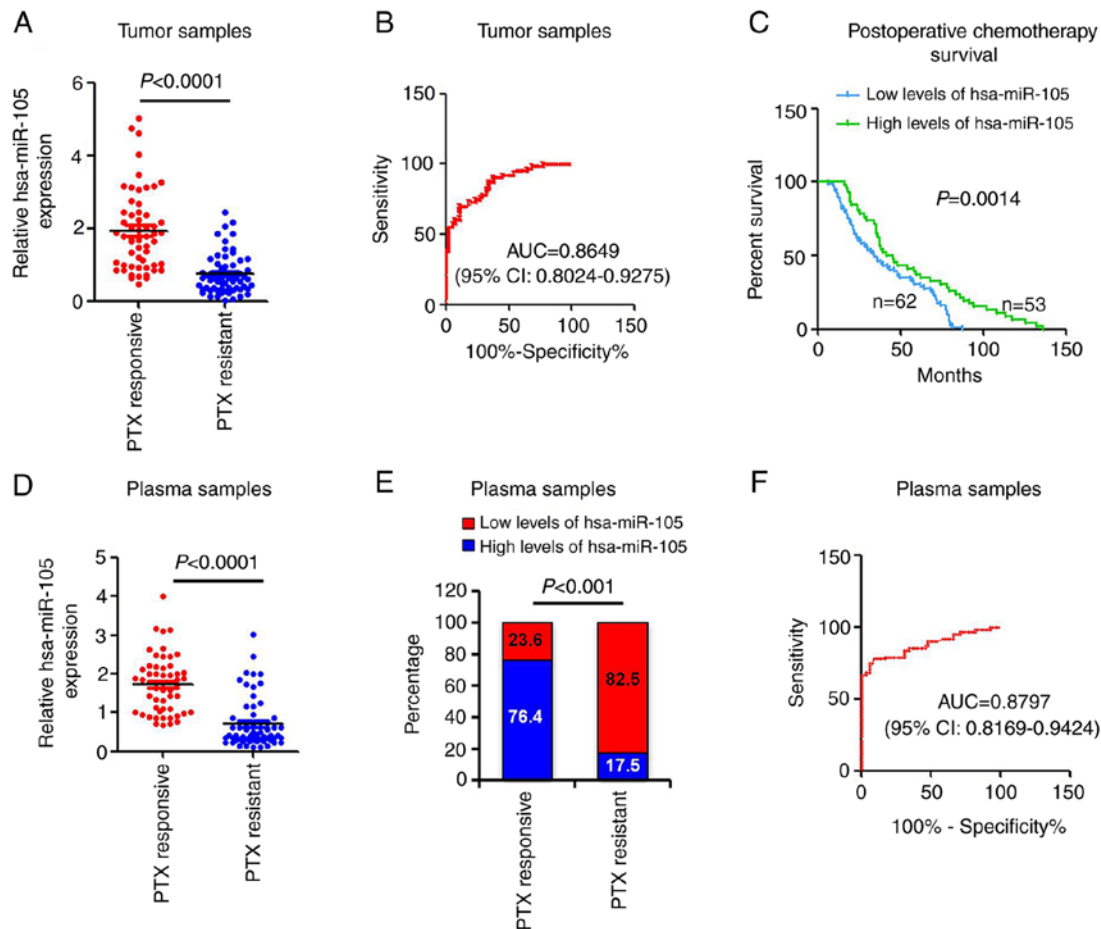 A
Tumor samples
P<0.0001
Relative hsa-miR-105
expression
6
4
2
0
PTX responsive
PTX resistant
B
Tumor samples
Sensitivity
150
100
50
0
AUC=0.8649
(95% CI: 0.8024-0.9275)
0
50
100
150
100%-Specificity%
C
Postoperative chemotherapy
survival
Low levels of hsa-miR-105
High levels of hsa-miR-105
Percent survival
150
100
50
0
P=0.0014
n=62
n=53
0
50
100
150
Months
D
Plasma samples
P<0.0001
Relative hsa-miR-105
expression
5
4
3
2
1
0
PTX responsive
PTX resistant
E
Plasma samples
Low levels of hsa-miR-105
High levels of hsa-miR-105
P<0.001
Percentage
120
100
80
60
40
20
0
23.6
76.4
82.5
17.5
PTX responsive
PTX resistant
F
Plasma samples
Sensitivity
150
100
50
0
AUC=0.8797
(95% CI: 0.8169-0.9424)
0
50
100
150
100% - Specificity%